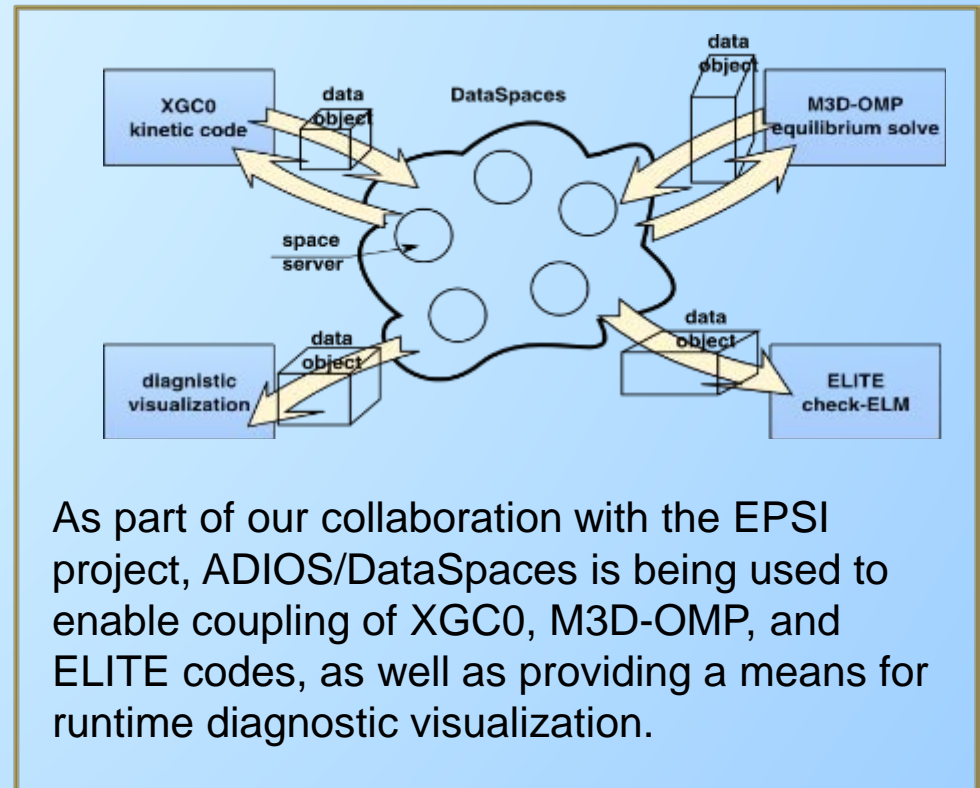 data
object
XGC0
kinetic code
data
object
DataSpaces
M3D-OMP
equilibrium solve
space
server
data
object
data
object
diagnistic
visualization
ELITE
check-ELM
As part of our collaboration with the EPSI
project, ADIOS/DataSpaces is being used to
enable coupling of XGC0, M3D-OMP, and
ELITE codes, as well as providing a means for
runtime diagnostic visualization.